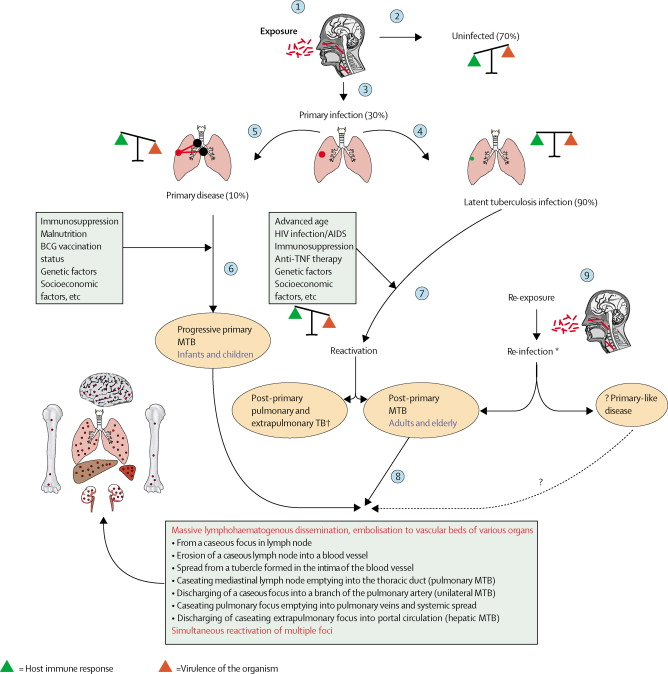 1
2
Exposure
Uninfected (70%)
3
Primary infection (30%)
5
4
Primary disease (10%)
Latent tuberculosis infection (90%)
Immunosuppression
Malnutrition
BCG vaccination
status
Genetic factors
Socioeconomic
factors, etc
6
Advanced age
HIV infection/AIDS
Immunosuppression
Anti-TNF therapy
Genetic factors
Socioeconomic
factors, etc
7
9
Re-exposure
Re-infection *
Progressive primary
MTB
Infants and children
Reactivation
Post-primary
pulmonary and
extrapulmonary TB†
Post-primary
MTB
Adults and elderly
? Primary-like
disease
8
?
Massive lymphohaematogenous dissemination, embolisation to vascular beds of various organs
• From a caseous focus in lymph node
• Erosion of a caseous lymph node into a blood vessel
• Spread from a tubercle formed in the intima of the blood vessel
• Caseating mediastinal lymph node emptying into the thoracic duct (pulmonary MTB)
• Discharging of a caseous focus into a branch of the pulmonary artery (unilateral MTB)
• Caseating pulmonary focus emptying into pulmonary veins and systemic spread
• Discharging of caseating extrapulmonary focus into portal circulation (hepatic MTB)
Simultaneous reactivation of multiple foci
= Host immune response
=Virulence of the organism